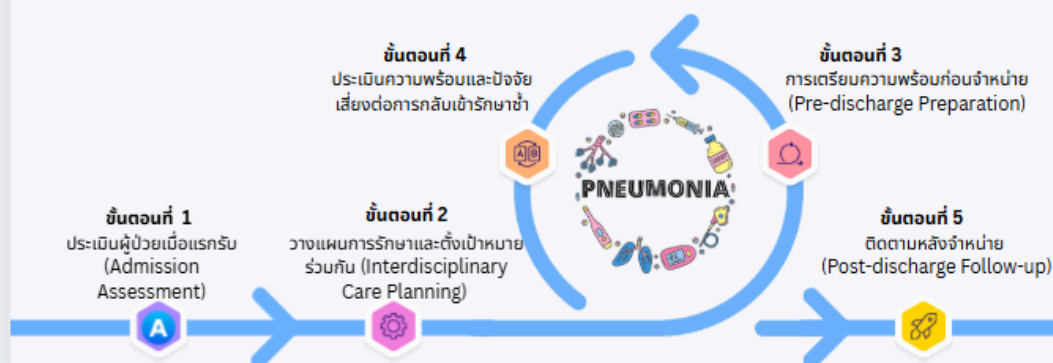 ขั้นตอนที่ 1
ประเมินผู้ป่วยเมื่อแรกรับ
(Admission
Assessment)
ขั้นตอนที่ 2
วางแผนการรักษาและตั้งเป้าหมาย
ร่วมกัน (Interdisciplinary
Care Planning)
ขั้นตอนที่ 3
การเตรียมความพร้อมก่อนจำหน่าย
(Pre-discharge Preparation)
ขั้นตอนที่ 4
ประเมินความพร้อมและปัจจัย
เสี่ยงต่อการกลับเข้ารักษาซ้ำ
ขั้นตอนที่ 5
ติดตามหลังจำหน่าย
(Post-discharge Follow-up)
PNEUMONIA
A
A B